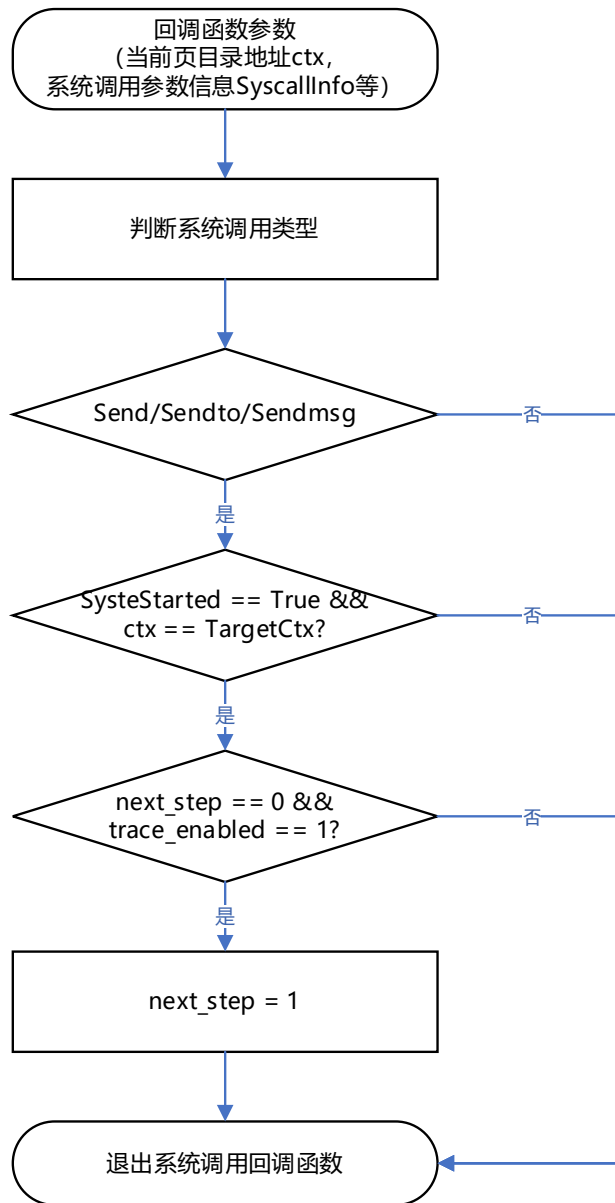 回调函数参数
（当前页目录地址ctx，
系统调用参数信息SyscallInfo等）
判断系统调用类型
Send/Sendto/Sendmsg
否
是
SysteStarted == True &&
ctx == TargetCtx?
否
是
next_step == 0 &&
trace_enabled == 1?
否
是
next_step = 1
退出系统调用回调函数